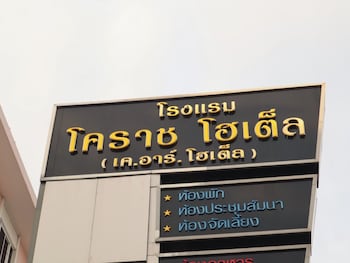 โรงแรม
โคราช โฮเต็ล
( เค.อาร์. โฮเต็ล )
★ ห้องพัก
★ ห้องประชุมสัมนา
★ ห้องจัดเลี้ยง